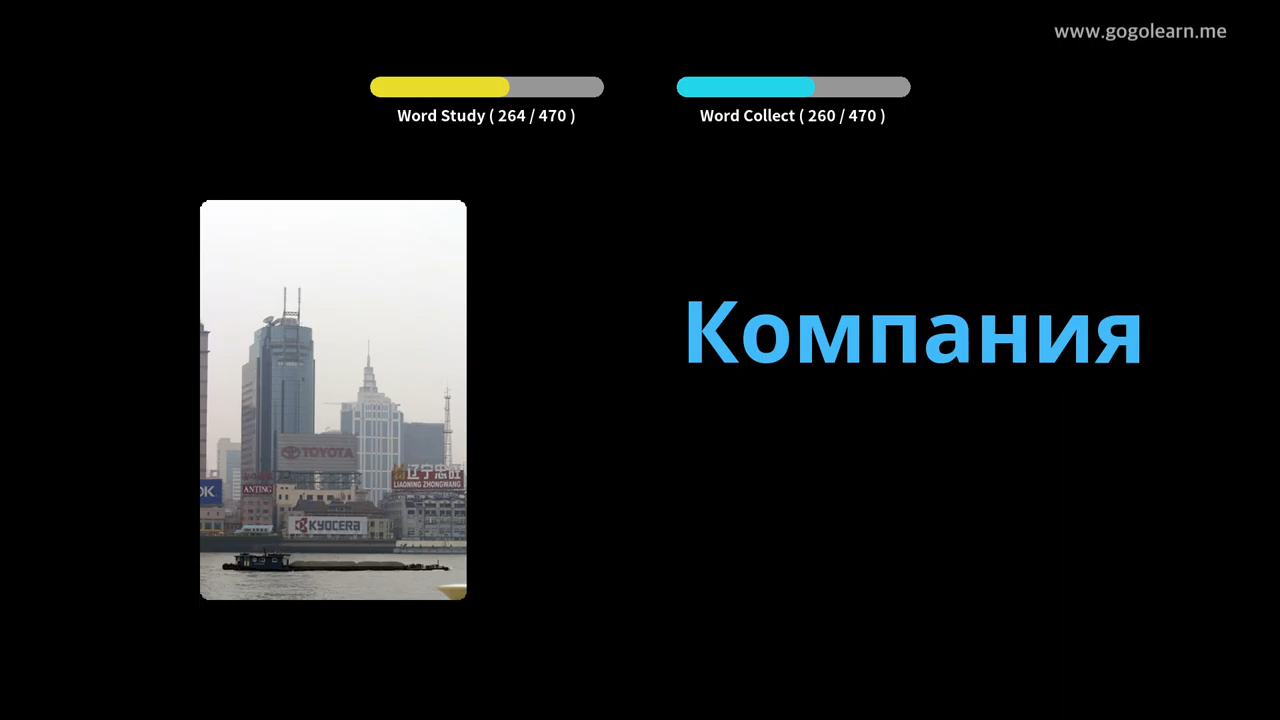 www.gogolearn.me
Word Study ( 264 / 470 )
Word Collect ( 260 / 470 )
Компания
TOYOTA
OK
ANTING
辽宁忠旺
LIAONING ZHONGWANG
KYOCERA